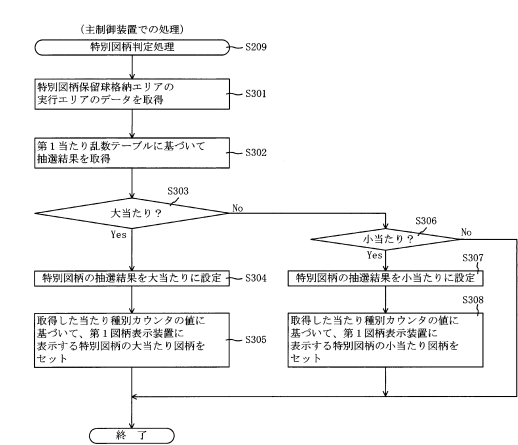 (主制御装置での処理)
特別図柄判定処理
S209
特別図柄保留球格納エリアの
実行エリアのデータを取得
S301
第1当たり乱数テーブルに基づいて
抽選結果を取得
S302
S303
大当たり?
No
Yes
S306
小当たり?
No
Yes
特別図柄の抽選結果を大当たりに設定
S304
S307
特別図柄の抽選結果を小当たりに設定
取得した当たり種別カウンタの値に
基づいて、第1図柄表示装置に
表示する特別図柄の大当たり図柄を
セット
S305
S308
取得した当たり種別カウンタの値に
基づいて、第1図柄表示装置に
表示する特別図柄の小当たり図柄を
セット
終 了